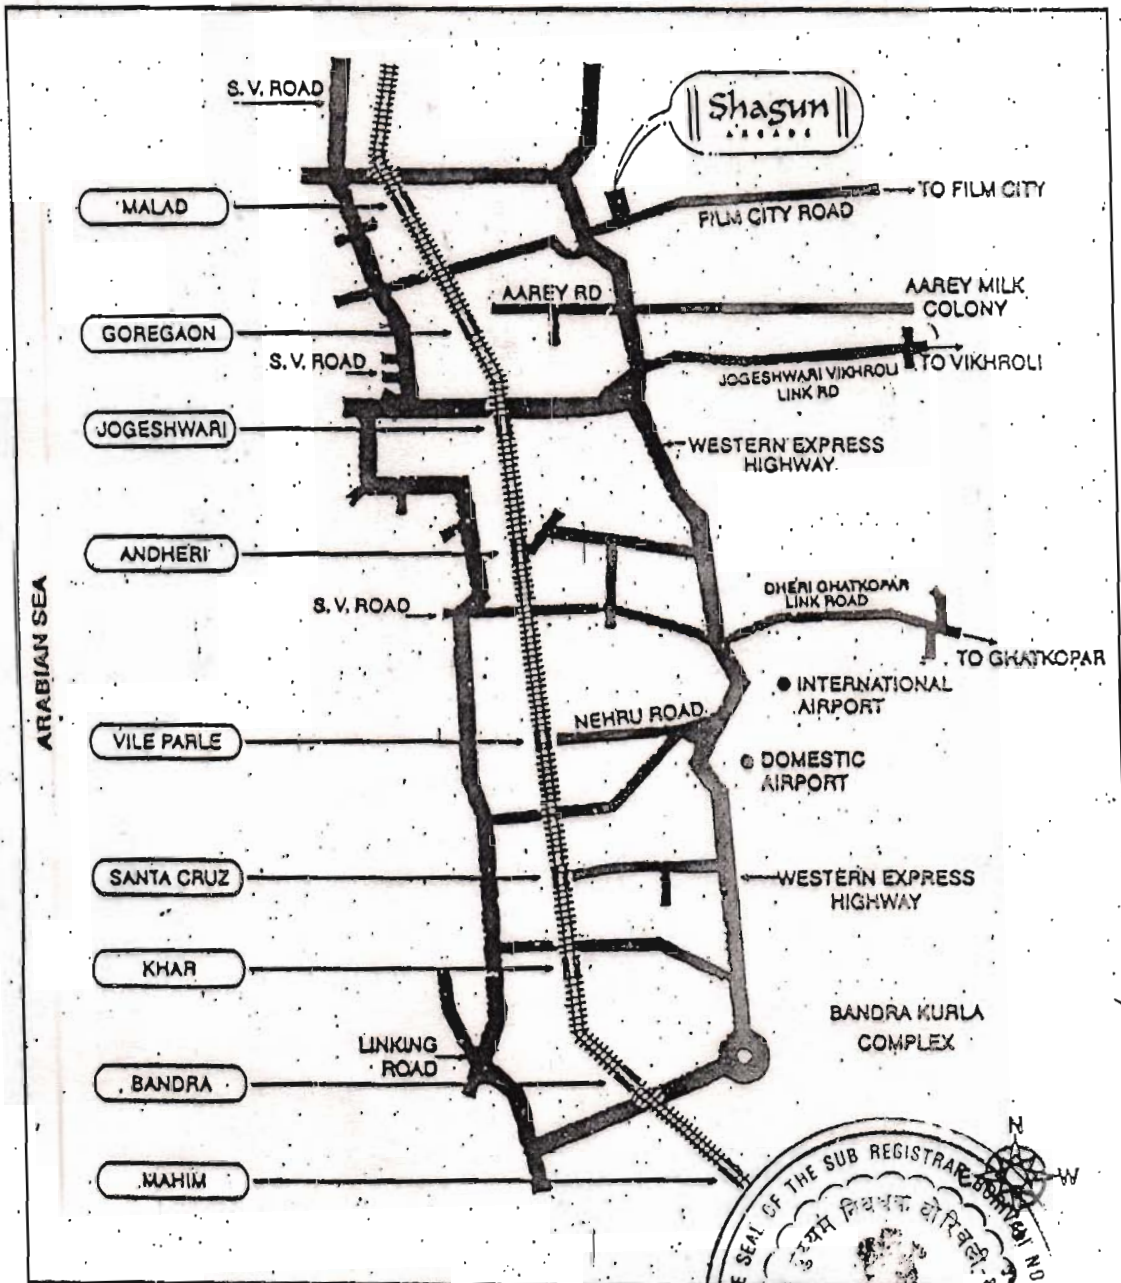 S. V. ROAD
Shagun
ARCADE
MALAD
TO FILM CITY
FILM CITY ROAD
AAREY RD
AAREY MILK
COLONY
GOREGAON
S. V. ROAD
TO VIKHROLI
JOGESHWARI VIKHROLI
LINK RD
JOGESHWARI
WESTERN EXPRESS
HIGHWAY
ANDHERI
DHERI GHATKOPAR
LINK ROAD
S. V. ROAD
TO GHATKOPAR
ARABIAN SEA
INTERNATIONAL
AIRPORT
NEHRU ROAD
VILE PARLE
DOMESTIC
AIRPORT
SANTA CRUZ
WESTERN EXPRESS
HIGHWAY
KHAR
BANDRA KURLA
COMPLEX
LINKING
ROAD
BANDRA
N
W
MAHIM
SEAL OF THE SUB REGISTRAR
NO